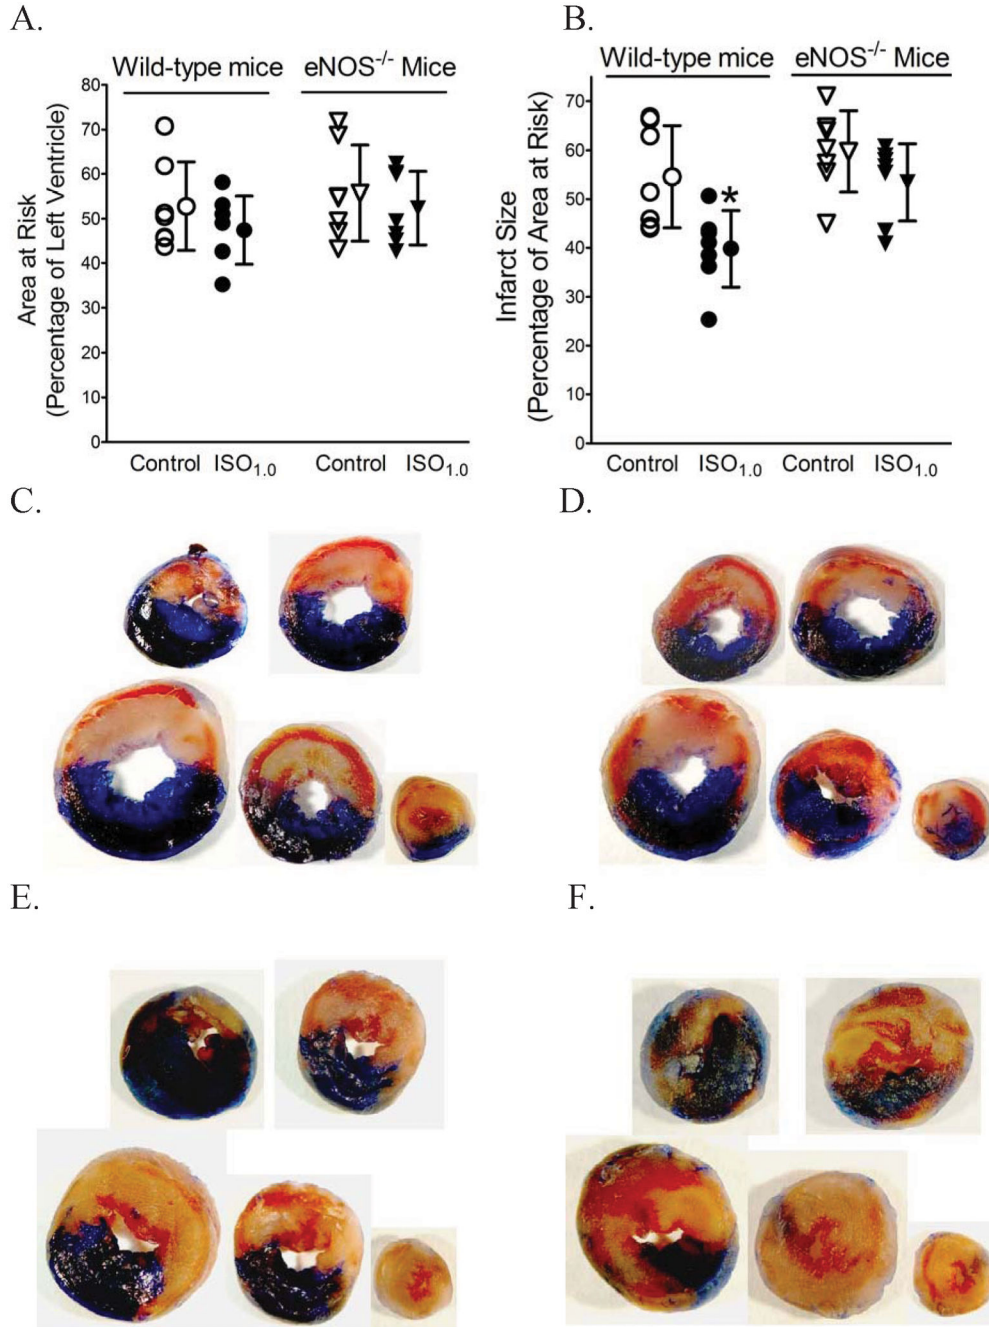 A.
B.
Wild-type mice eNOS-/- Mice
Area at Risk
(Percentage of Left Ventricle)
80
70
60
50
40
30
20
10
0
Control ISO1.0 Control ISO1.0
Wild-type mice eNOS-/- Mice
Infarct Size
(Percentage of Area at Risk)
70
60
50
40
30
20
10
0
*
Control ISO1.0 Control ISO1.0
C.
D.
E.
F.